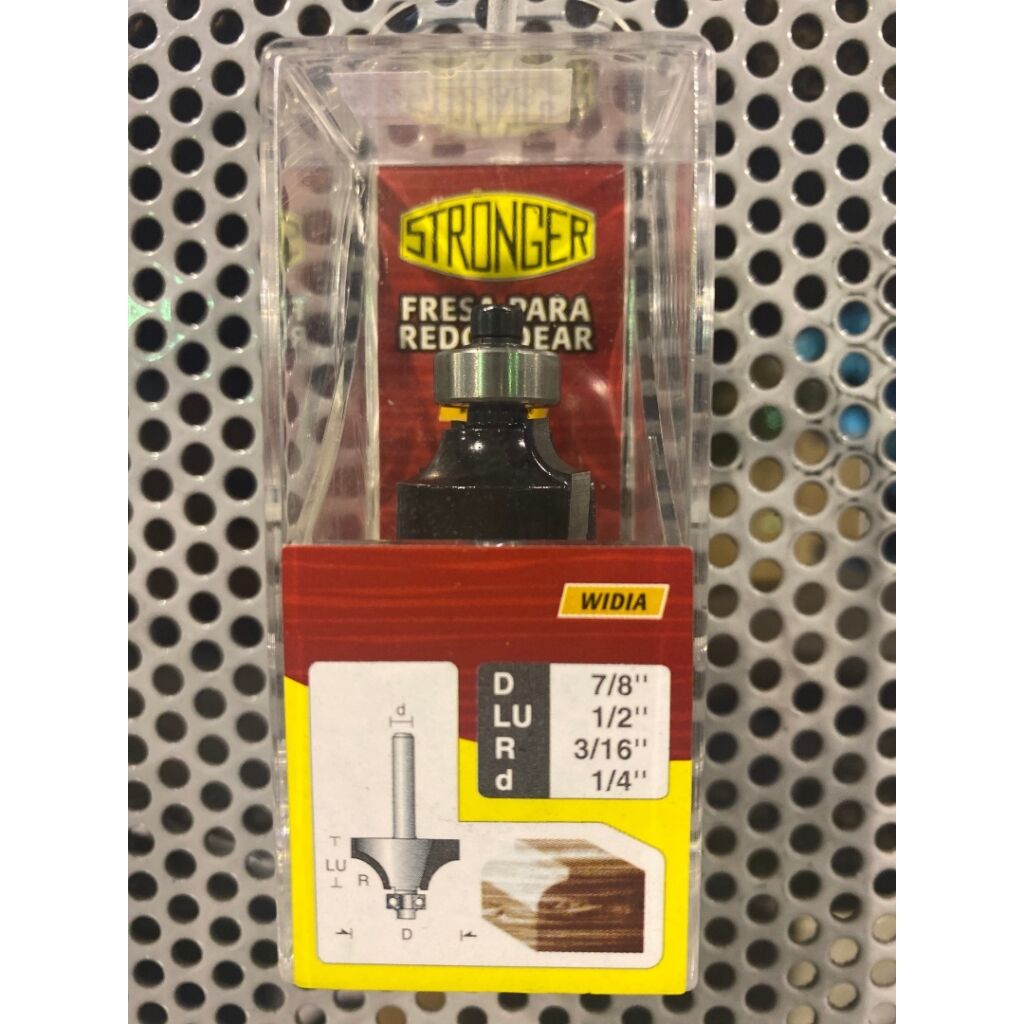 STRONGER
FRESA PARA
REDONDEAR
WIDIA
D 7/8"
LU 1/2"
R 3/16"
d 1/4"
d
LU
R
D